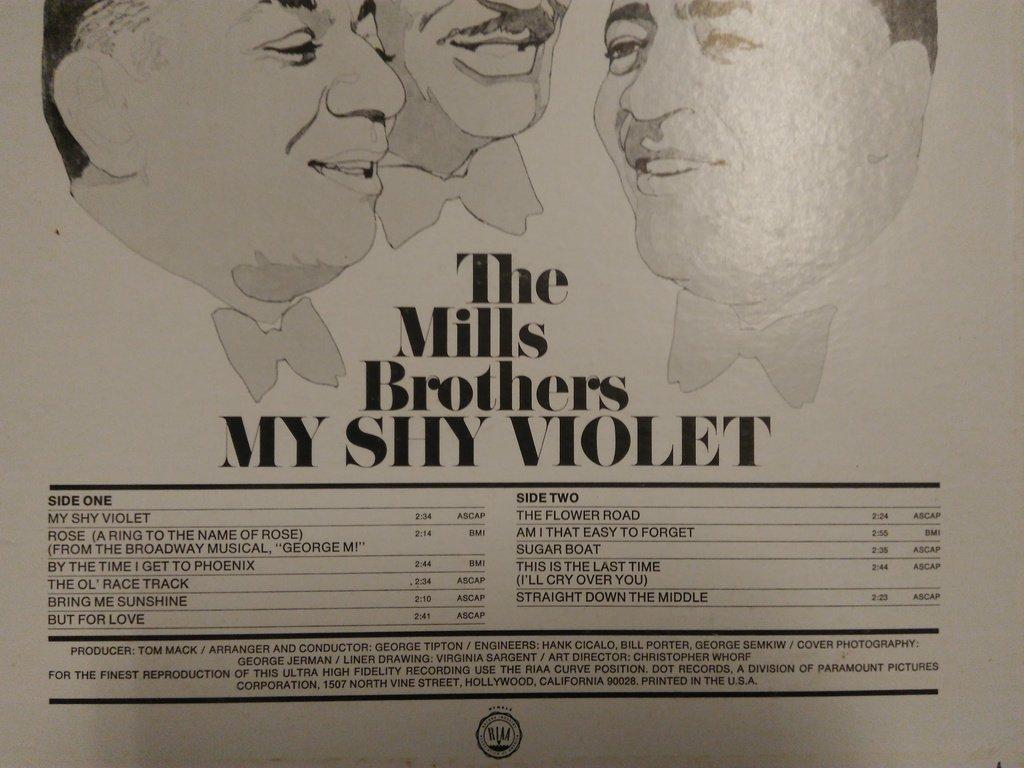 The
Mills
Brothers
MY SHY VIOLET
SIDE ONE
MY SHY VIOLET 2:34 ASCAP
ROSE (A RING TO THE NAME OF ROSE) 2:14 BMI
(FROM THE BROADWAY MUSICAL, "GEORGE M!"
BY THE TIME I GET TO PHOENIX 2:44 BMI
THE OL' RACE TRACK 2:34 ASCAP
BRING ME SUNSHINE 2:10 ASCAP
BUT FOR LOVE 2:41 ASCAP
SIDE TWO
THE FLOWER ROAD 2:24 ASCAP
AM I THAT EASY TO FORGET 2:55 BMI
SUGAR BOAT 2:35 ASCAP
THIS IS THE LAST TIME 2:44 ASCAP
(I'LL CRY OVER YOU)
STRAIGHT DOWN THE MIDDLE 2:23 ASCAP
PRODUCER: TOM MACK / ARRANGER AND CONDUCTOR: GEORGE TIPTON / ENGINEERS: HANK CICALO, BILL PORTER, GEORGE SEMKIW / COVER PHOTOGRAPHY:
GEORGE JERMAN / LINER DRAWING: VIRGINIA SARGENT / ART DIRECTOR: CHRISTOPHER WHORF
FOR THE FINEST REPRODUCTION OF THIS ULTRA HIGH FIDELITY RECORDING USE THE RIAA CURVE POSITION. DOT RECORDS, A DIVISION OF PARAMOUNT PICTURES
CORPORATION, 1507 NORTH VINE STREET, HOLLYWOOD, CALIFORNIA 90028. PRINTED IN THE U.S.A.
MEMBER
RIAA